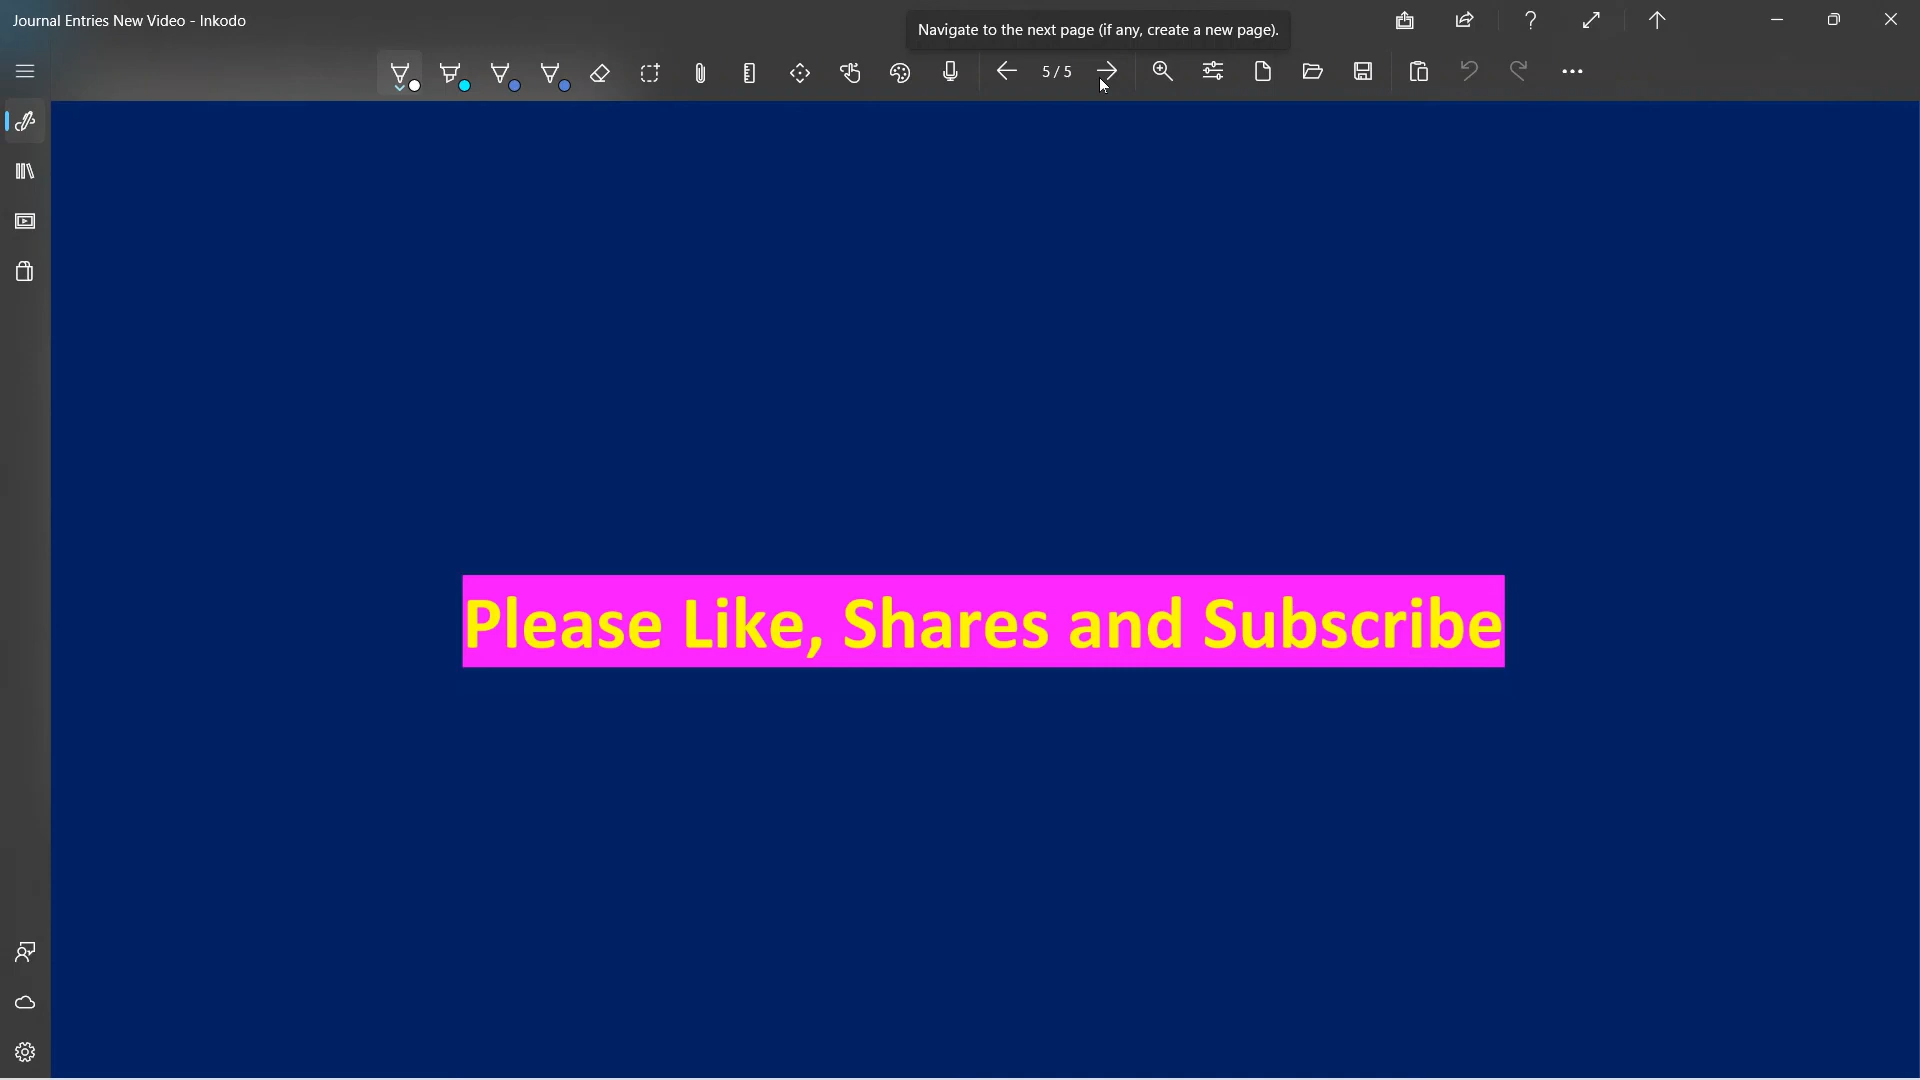 Journal Entries New Video - Inkodo
Navigate to the next page (if any, create a new page).
5 / 5
Please Like, Shares and Subscribe